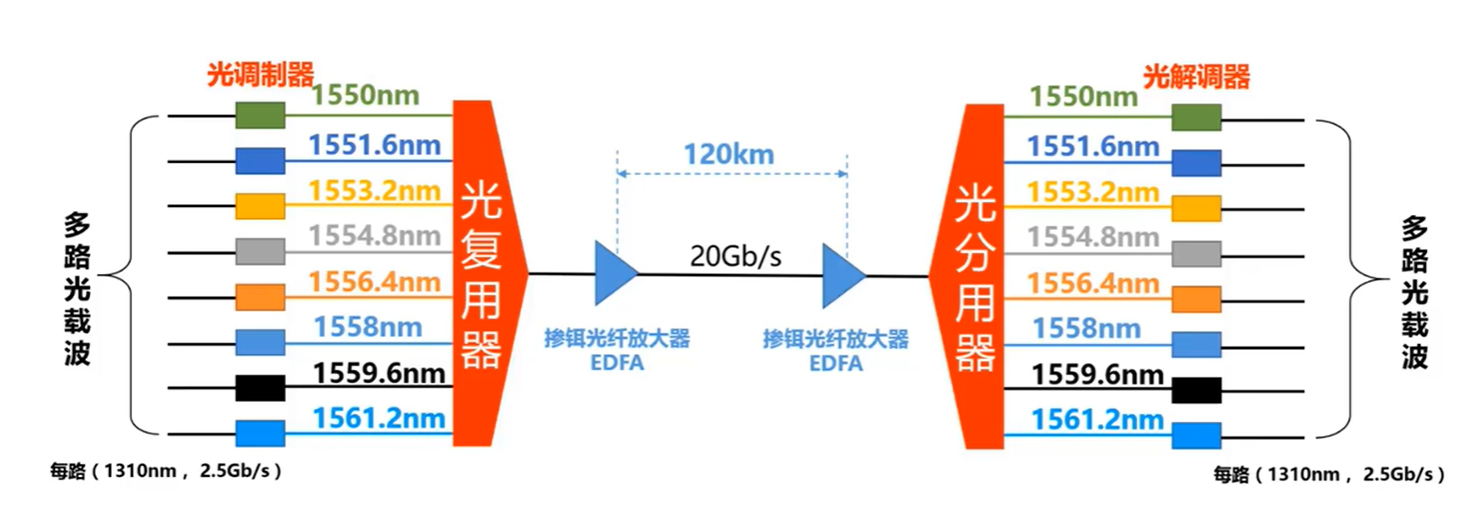 光调制器
1550nm
1551.6nm
1553.2nm
1554.8nm
1556.4nm
1558nm
1559.6nm
1561.2nm
多路光载波
每路（1310nm， 2.5Gb/s）
光复用器
120km
20Gb/s
掺铒光纤放大器
EDFA
掺铒光纤放大器
EDFA
光分用器
光解调器
1550nm
1551.6nm
1553.2nm
1554.8nm
1556.4nm
1558nm
1559.6nm
1561.2nm
多路光载波
每路（1310nm， 2.5Gb/s）